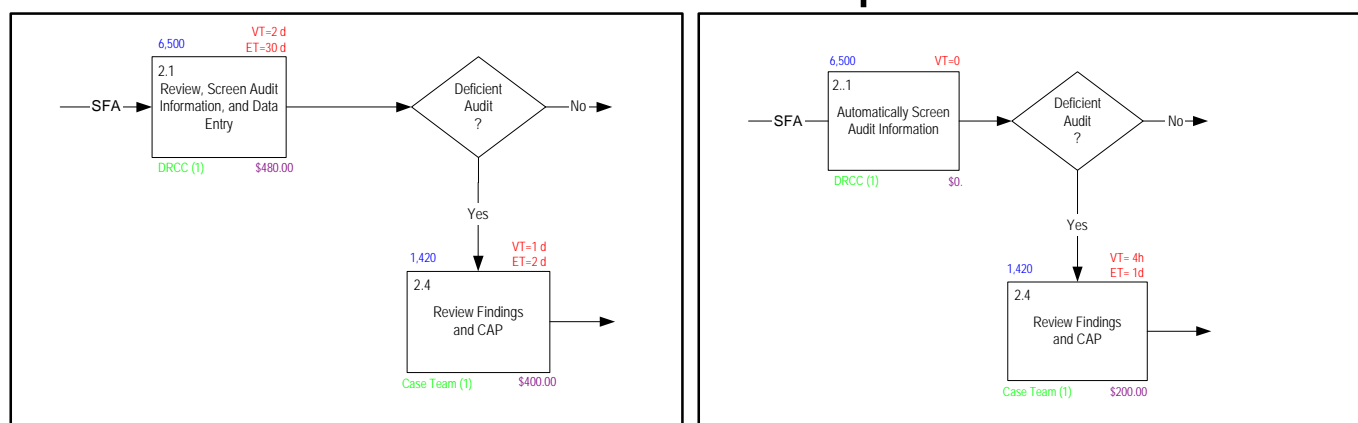 VT=2 d
6,500
ET=30 d
2.1
Review, Screen Audit
Information, and Data
Entry
SFA
DRCC (1)
$480.00
Deficient
Audit
?
No
Yes
VT=1 d
1,420
ET=2 d
2.4
Review Findings
and CAP
Case Team (1)
$400.00
6,500
VT=0
2..1
Automatically Screen
Audit Information
SFA
DRCC (1)
$0.
Deficient
Audit
?
No
Yes
VT= 4h
1,420
ET= 1d
2.4
Review Findings
and CAP
Case Team (1)
$200.00